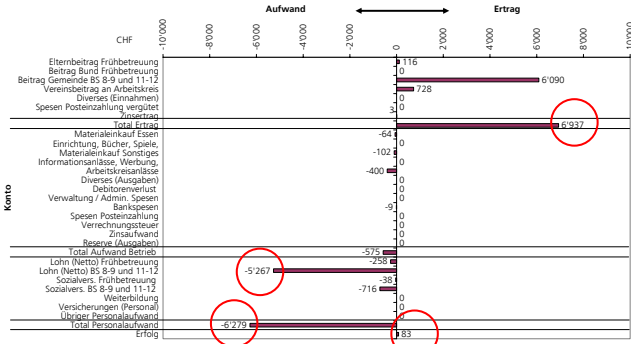 Aufwand Ertrag
CHF -10'000 -8'000 -6'000 -4'000 -2'000 0 2'000 4'000 6'000 8'000 10'000
Konto
Elternbeitrag Frühbetreuung 116
Beitrag Bund Frühbetreuung 0
Beitrag Gemeinde BS 8-9 und 11-12 6'090
Vereinsbeitrag an Arbeitskreis 728
Diverses (Einnahmen) 0
Spesen Posteinzahlung vergütet 0
Zinsertrag 3
Total Ertrag 6'937
Materialeinkauf Essen -64
Einrichtung, Bücher, Spiele, 0
Materialeinkauf Sonstiges -102
Informationsanlässe, Werbung, 0
Arbeitskreisanlässe -400
Diverses (Ausgaben) 0
Debitorenverlust 0
Verwaltung / Admin. Spesen 0
Bankspesen -9
Spesen Posteinzahlung 0
Verrechnungssteuer 0
Zinsaufwand 0
Reserve (Ausgaben) 0
Total Aufwand Betrieb -575
Lohn (Netto) Frühbetreuung -258
Lohn (Netto) BS 8-9 und 11-12 -5'267
Sozialvers. Frühbetreuung -38
Sozialvers. BS 8-9 und 11-12 -716
Weiterbildung 0
Versicherungen (Personal) 0
Übriger Personalaufwand 0
Total Personalaufwand -6'279
Erfolg 83